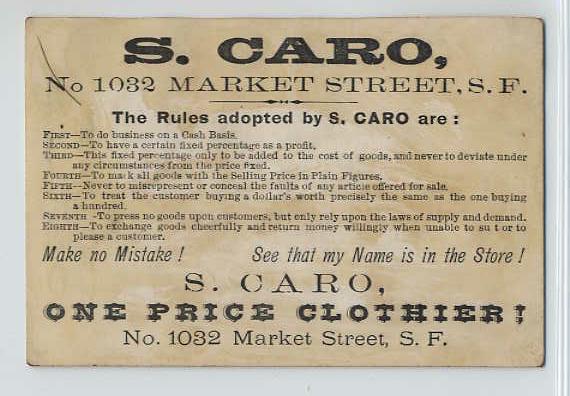 S. CARO,
No 1032 MARKET STREET, S. F.
The Rules adopted by S. CARO are :
FIRST—To do business on a Cash Basis.
SECOND—To have a certain fixed percentage as a profit.
THIRD—This fixed percentage only to be added to the cost of goods, and never to deviate under
any circumstances from the price fixed.
FOURTH—To mark all goods with the Selling Price in Plain Figures.
FIFTH—Never to misrepresent or conceal the faults of any article offered for sale.
SIXTH—To treat the customer buying a dollar's worth precisely the same as the one buying
a hundred.
SEVENTH -To press no goods upon customers, but only rely upon the laws of supply and demand.
EIGHTH—To exchange goods cheerfully and return money willingly when unable to su t or to
please a customer.
Make no Mistake ! See that my Name is in the Store !
S. CARO,
ONE PRICE CLOTHIER!
No. 1032 Market Street, S. F.